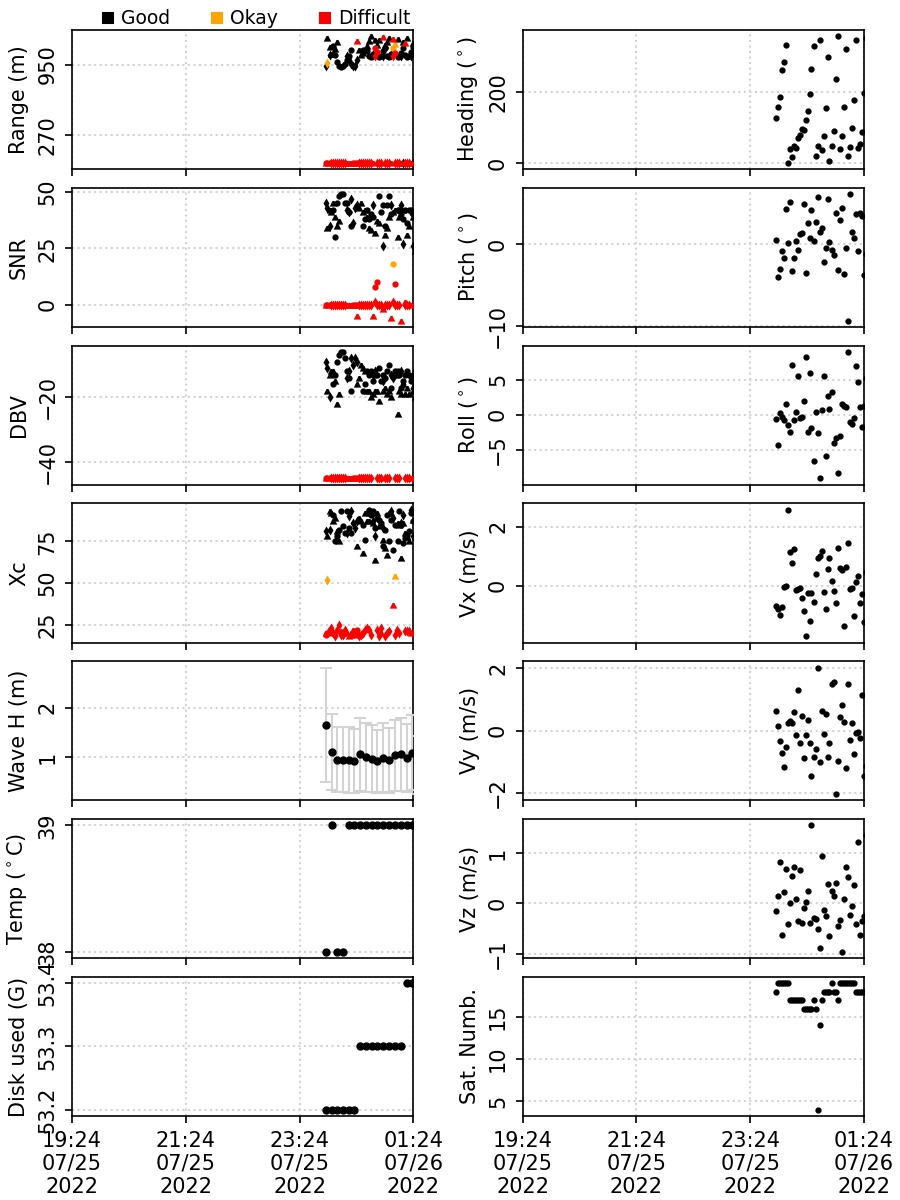 Good Okay Difficult
Range (m)
950
270
Heading (°)
200
0
SNR
50
25
0
Pitch (°)
0
−10
DBV
−20
−40
Roll (°)
5
0
−5
Xc
75
50
25
Vx (m/s)
2
0
Wave H (m)
2
1
Vy (m/s)
2
0
−2
Temp (°C)
39
38
Vz (m/s)
1
0
−1
Disk used (G)
53.4
53.3
53.2
Sat. Numb.
15
10
5
19:24 21:24 23:24 01:24
07/25 07/25 07/25 07/26
2022 2022 2022 2022
19:24 21:24 23:24 01:24
07/25 07/25 07/25 07/26
2022 2022 2022 2022